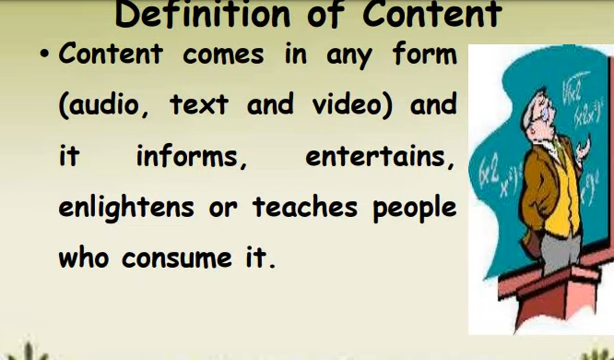 Definition of Content
• Content comes in any form
(audio, text and video) and
it informs, entertains,
enlightens or teaches people
who consume it.